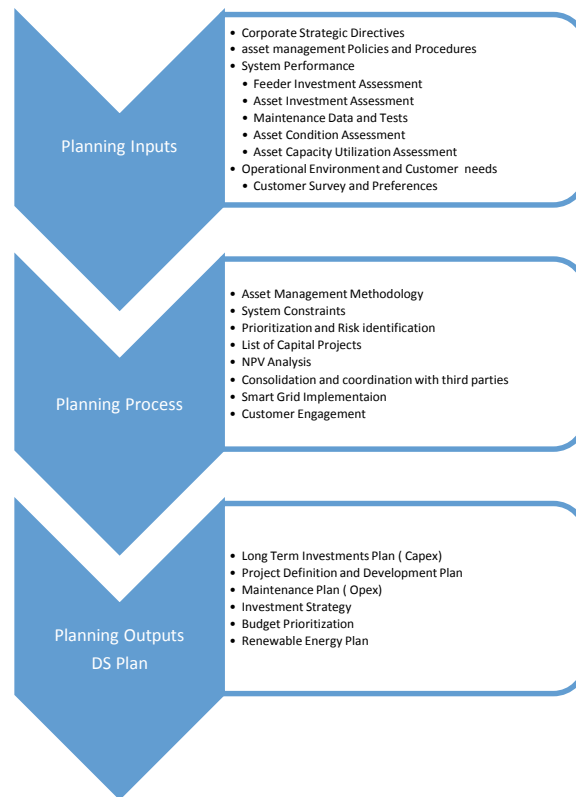 Planning Inputs
• Corporate Strategic Directives
• asset management Policies and Procedures
• System Performance
• Feeder Investment Assessment
• Asset Investment Assessment
• Maintenance Data and Tests
• Asset Condition Assessment
• Asset Capacity Utilization Assessment
• Operational Environment and Customer needs
• Customer Survey and Preferences
Planning Process
• Asset Management Methodology
• System Constraints
• Prioritization and Risk identification
• List of Capital Projects
• NPV Analysis
• Consolidation and coordination with third parties
• Smart Grid Implementaion
• Customer Engagement
Planning Outputs
DS Plan
• Long Term Investments Plan ( Capex)
• Project Definition and Development Plan
• Maintenance Plan ( Opex)
• Investment Strategy
• Budget Prioritization
• Renewable Energy Plan